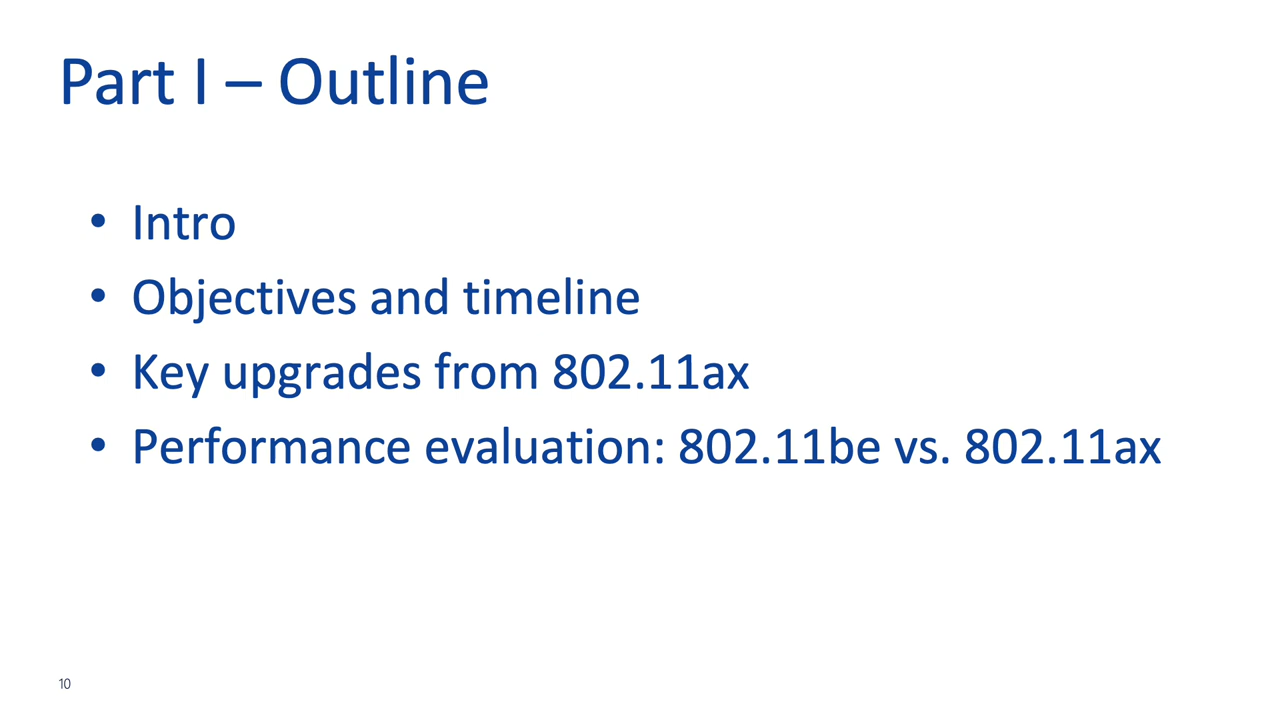 Part I – Outline
• Intro
• Objectives and timeline
• Key upgrades from 802.11ax
• Performance evaluation: 802.11be vs. 802.11ax
10